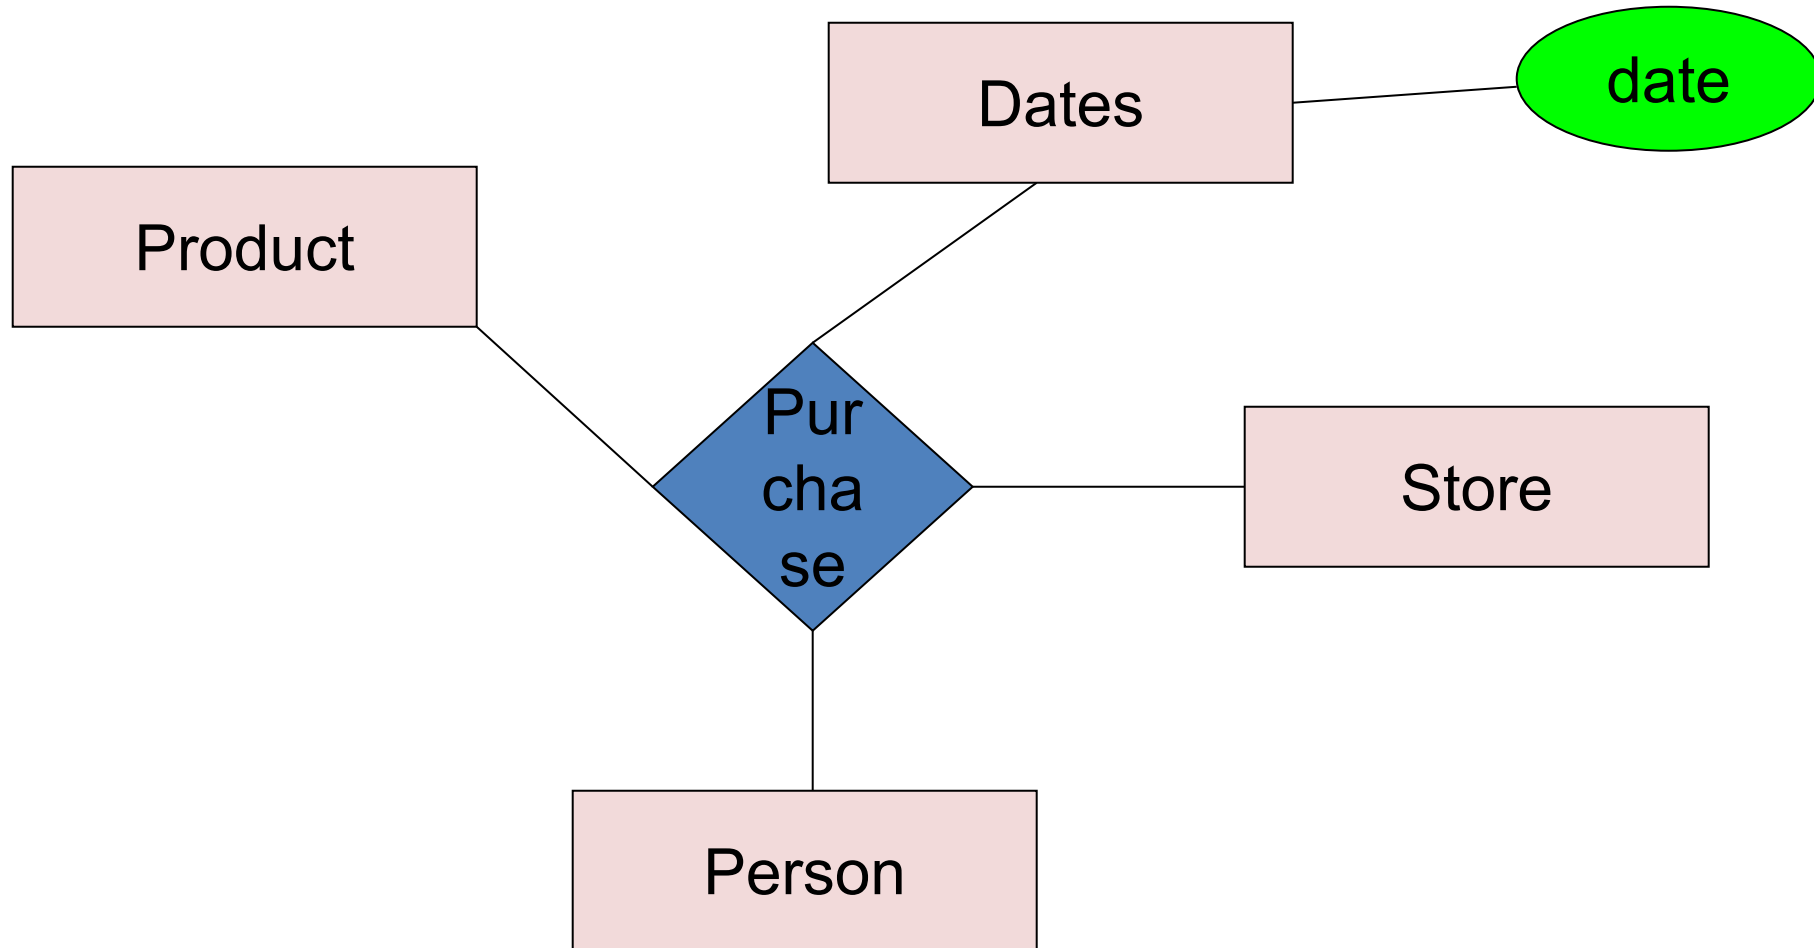 Dates
date
Product
Pur
cha
se
Store
Person